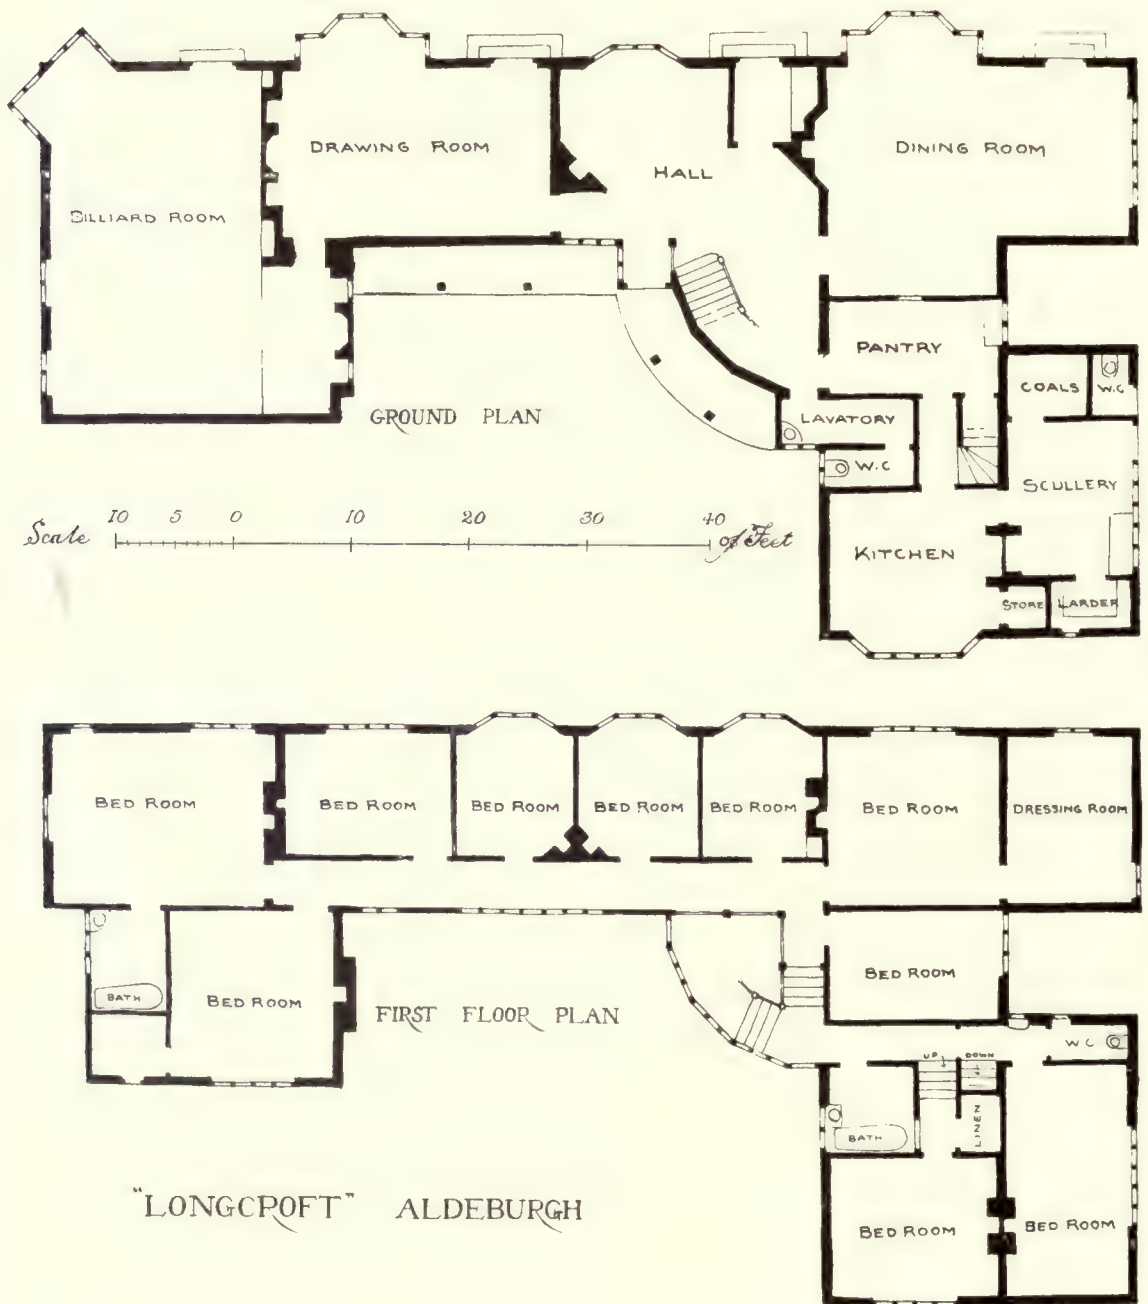 DRAWING ROOM
DINING ROOM
HALL
BILLIARD ROOM
PANTRY
COALS
W.C
GROUND PLAN
LAVATORY
W.C
SCULLERY
Scale 10 5 0 10 20 30 40 of Feet
KITCHEN
STORE
LARDER
BED ROOM
BED ROOM
BED ROOM
BED ROOM
BED ROOM
BED ROOM
DRESSING ROOM
BED ROOM
BATH
BED ROOM
FIRST FLOOR PLAN
W C
UP
DOWN
LINEN
BATH
"LONGCROFT" ALDEBURGH
BED ROOM
BED ROOM